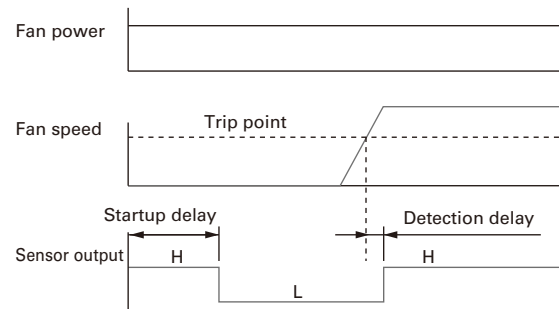 Fan power
Fan speed
Trip point
Startup delay
Detection delay
Sensor output
H
H
L